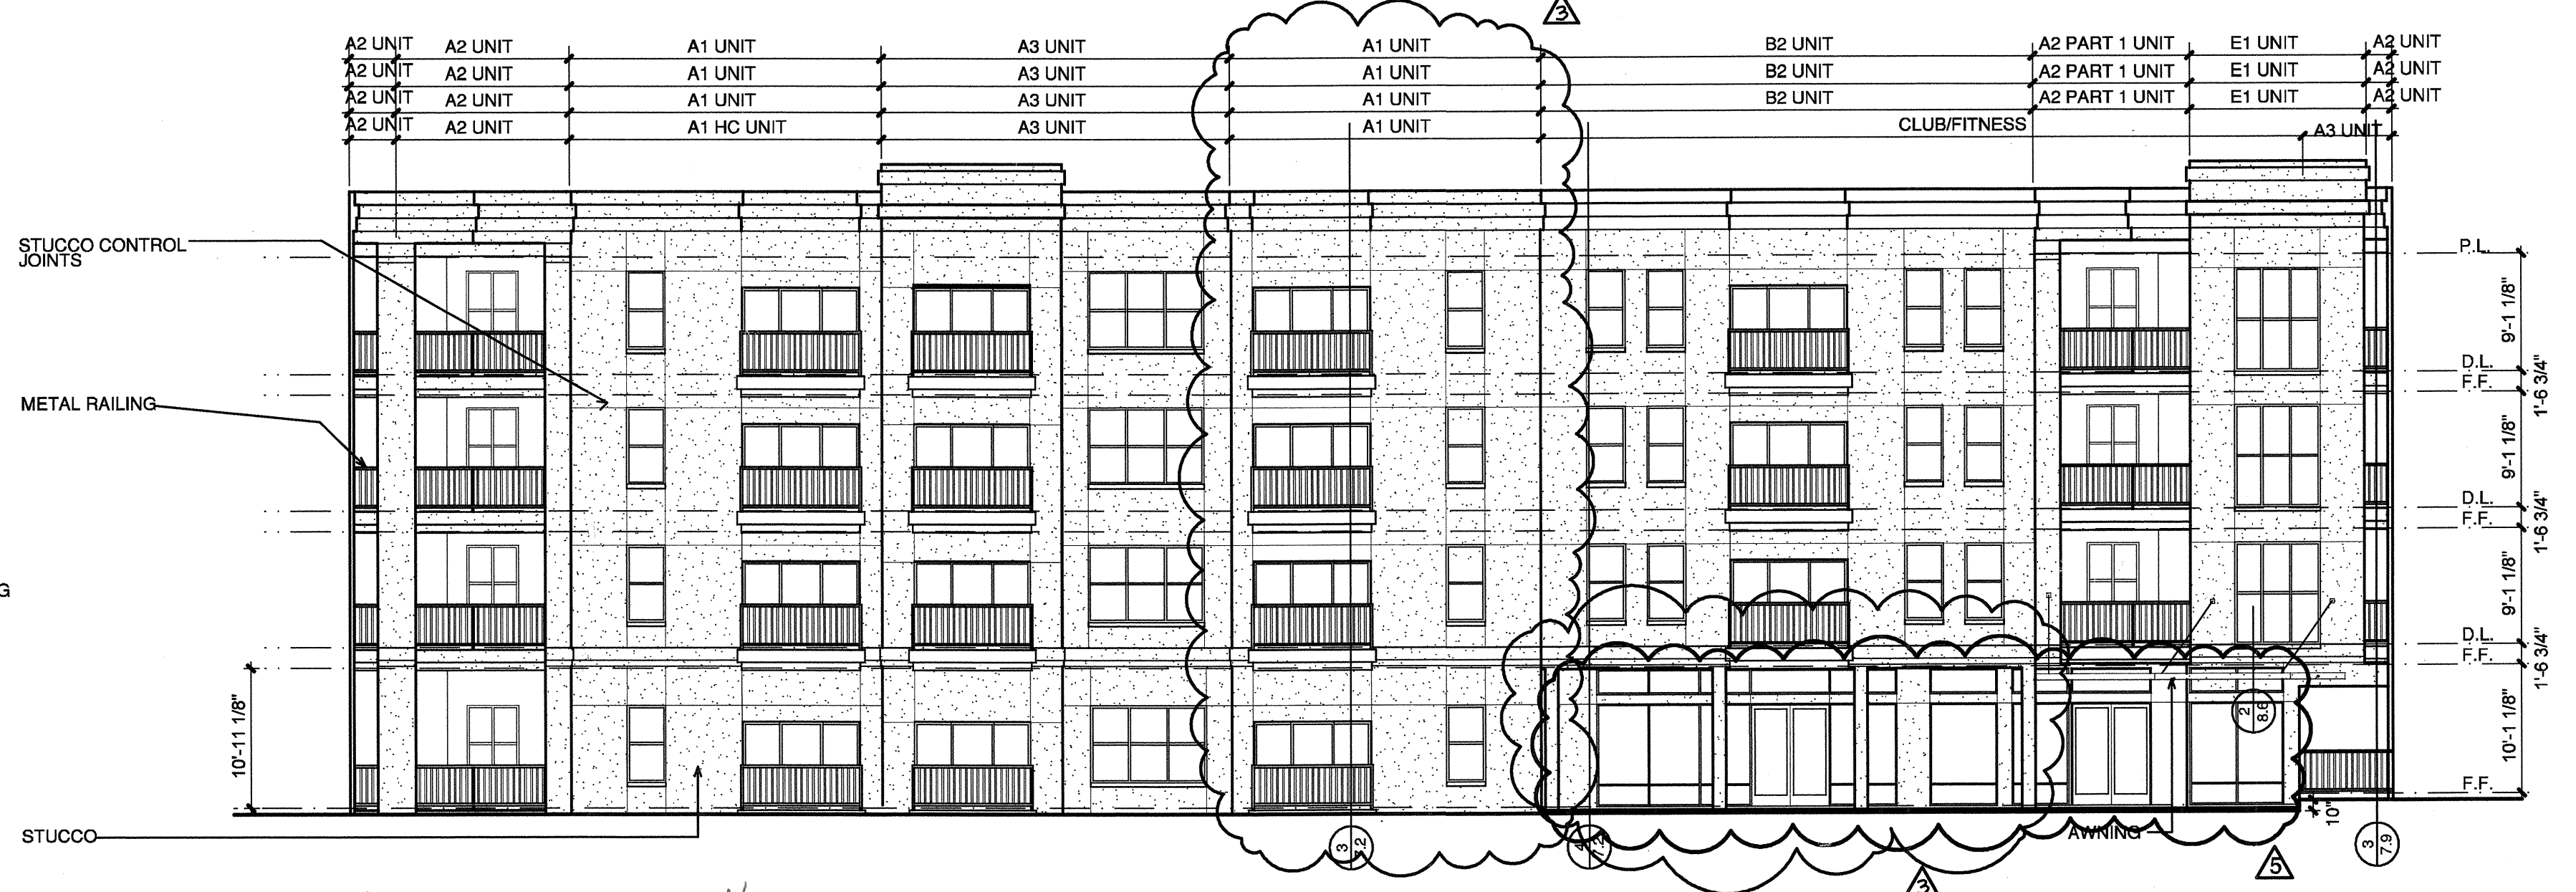 3
A2 UNIT A2 UNIT A1 UNIT A3 UNIT A1 UNIT B2 UNIT A2 PART 1 UNIT E1 UNIT A2 UNIT
A2 UNIT A2 UNIT A1 UNIT A3 UNIT A1 UNIT B2 UNIT A2 PART 1 UNIT E1 UNIT A2 UNIT
A2 UNIT A2 UNIT A1 UNIT A3 UNIT A1 UNIT B2 UNIT A2 PART 1 UNIT E1 UNIT A2 UNIT
A2 UNIT A2 UNIT A1 HC UNIT A3 UNIT A1 UNIT CLUB/FITNESS A3 UNIT
STUCCO CONTROL
JOINTS
P.L.
9'-1 1/8"
D.L.
1'-6 3/4"
F.F.
METAL RAILING
9'-1 1/8"
D.L.
1'-6 3/4"
F.F.
G
9'-1 1/8"
D.L.
1'-6 3/4"
F.F.
10'-11 1/8"
2
8.6
10'-1 1/8"
F.F.
10"
STUCCO
AWNING
3
7.2
4
7.2
3
7.9
5
3